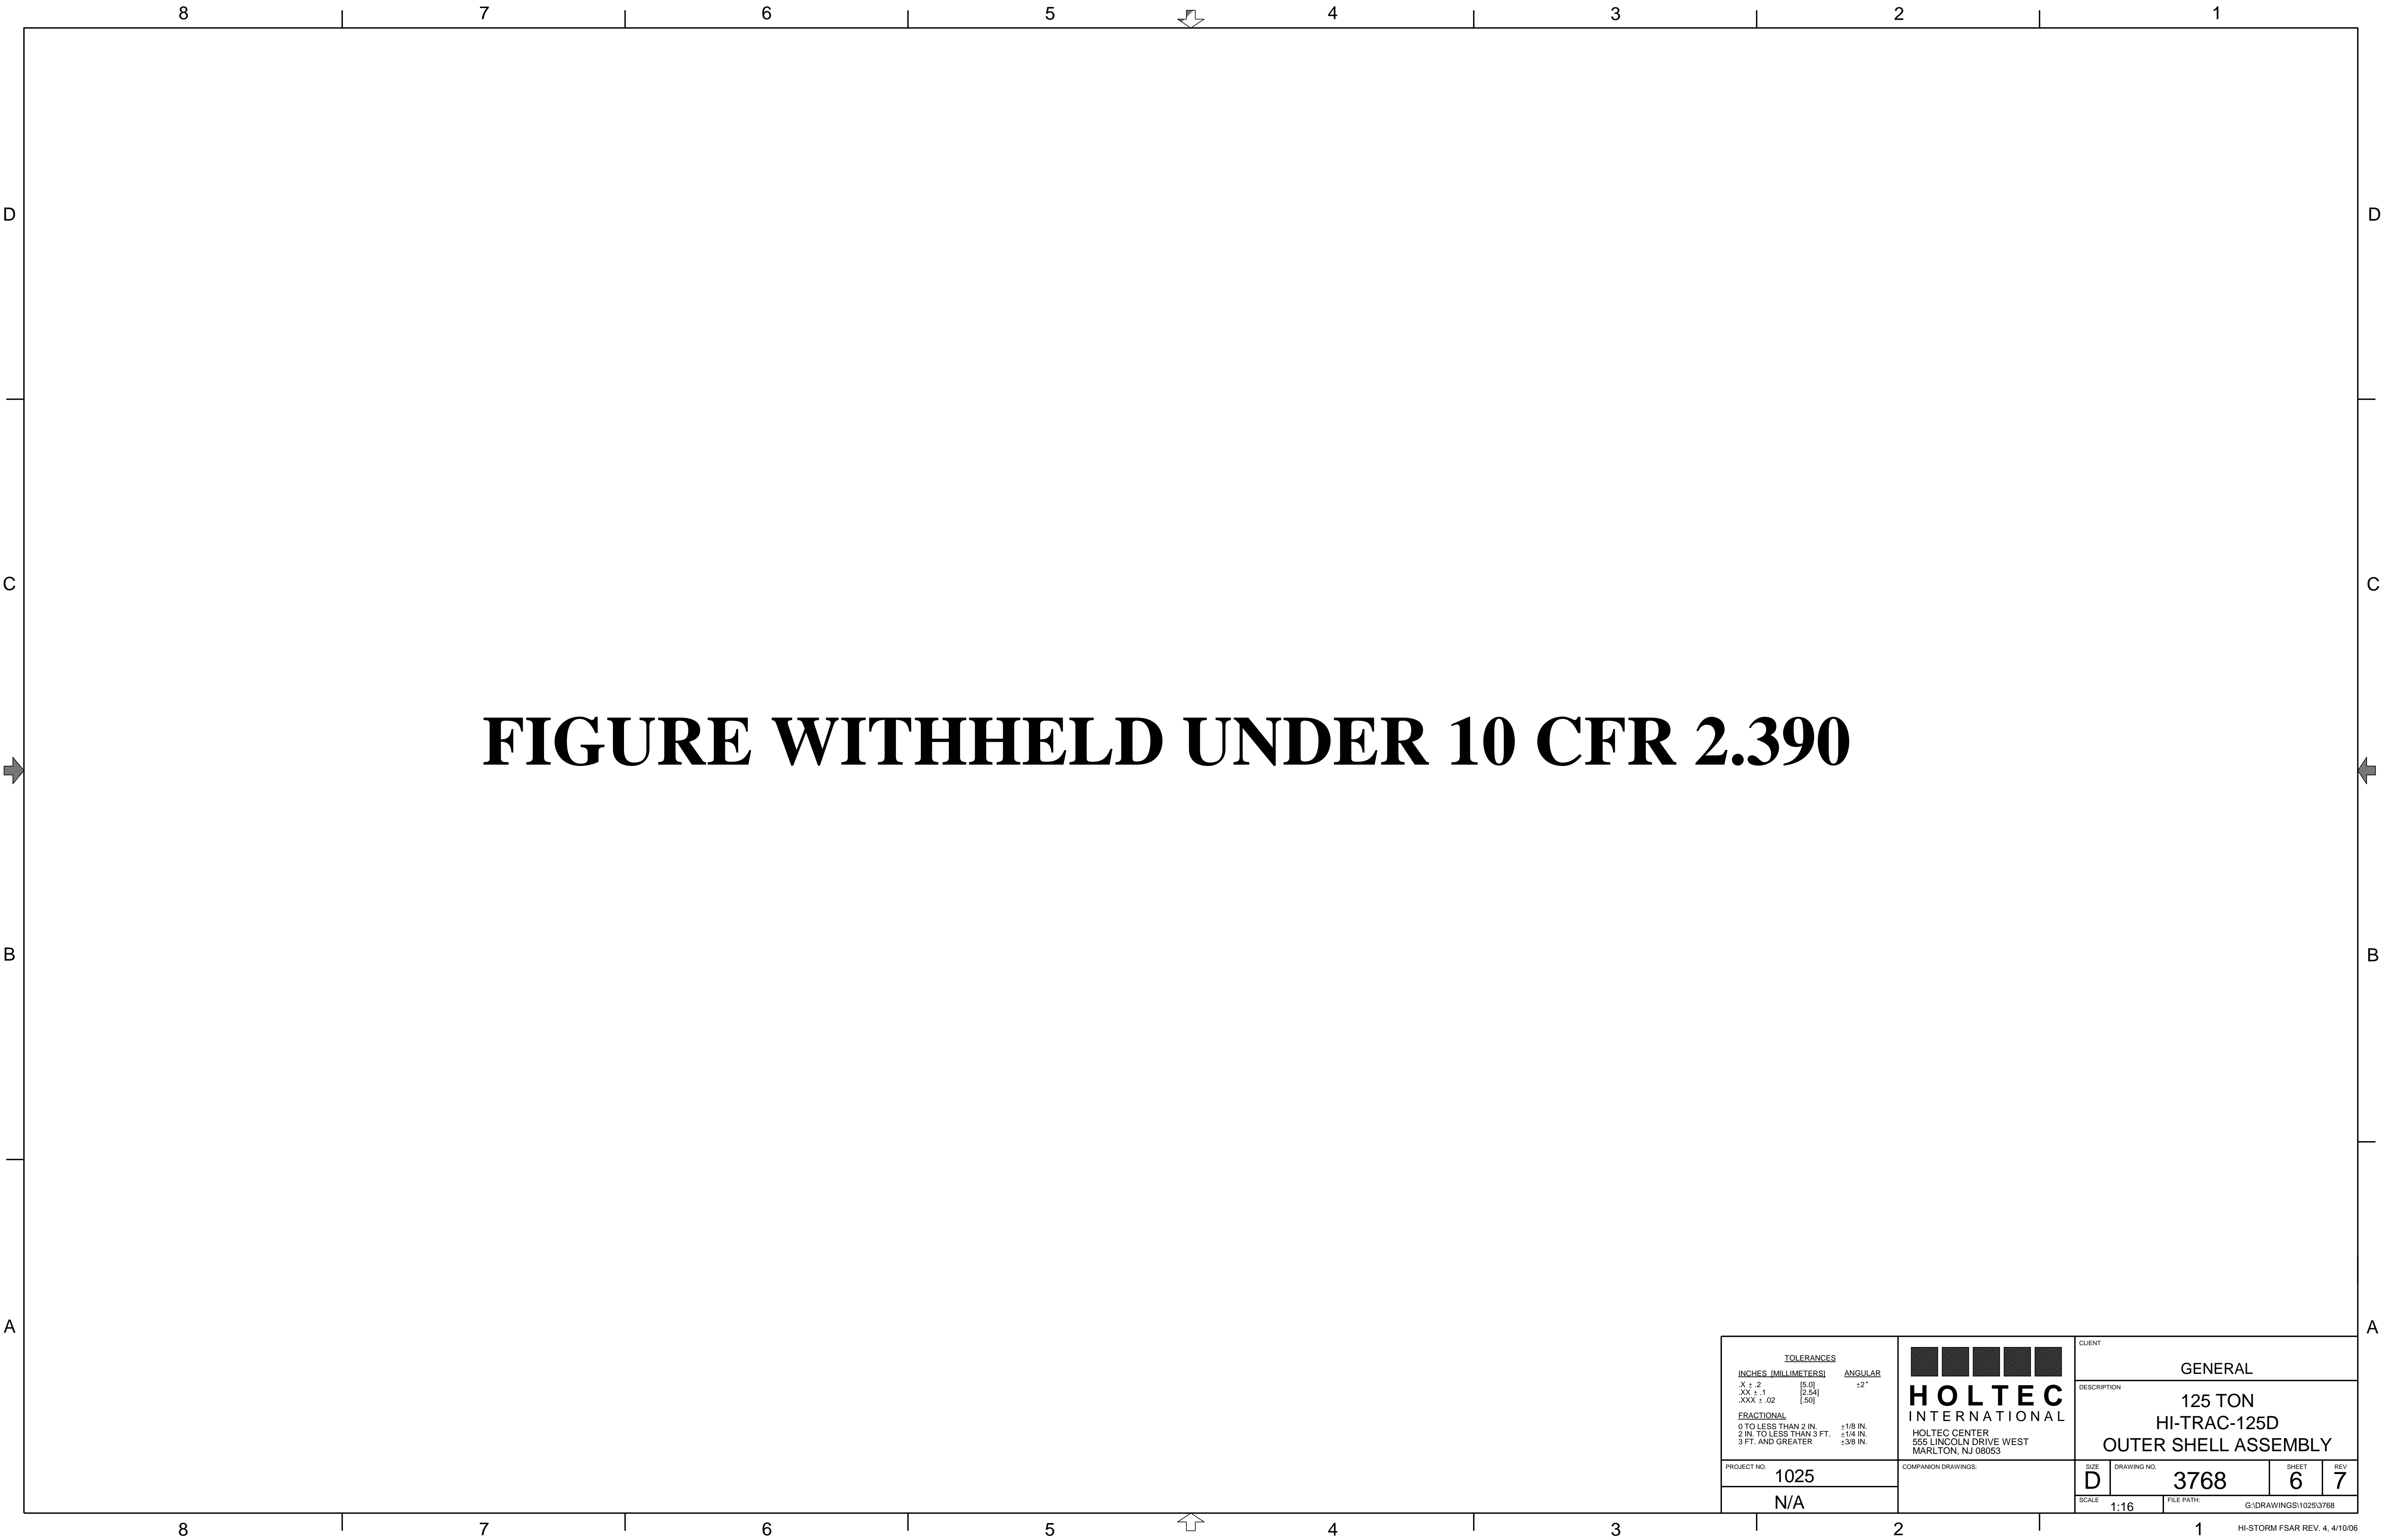 8 7 6 5 4 3 2 1
D D
C C
FIGURE WITHHELD UNDER 10 CFR 2.390
B B
A A
TOLERANCES
INCHES [MILLIMETERS] ANGULAR
.X ± .2 [5.0] ±2°
.XX ± .1 [2.54]
.XXX ± .02 [.50]
FRACTIONAL
0 TO LESS THAN 2 IN. ±1/8 IN.
2 IN. TO LESS THAN 3 FT. ±1/4 IN.
3 FT. AND GREATER ±3/8 IN.
PROJECT NO.
1025
N/A
HOLTEC
INTERNATIONAL
HOLTEC CENTER
555 LINCOLN DRIVE WEST
MARLTON, NJ 08053
COMPANION DRAWINGS:
CLIENT
GENERAL
DESCRIPTION
125 TON
HI-TRAC-125D
OUTER SHELL ASSEMBLY
SIZE DRAWING NO. SHEET REV
D 3768 6 7
SCALE 1:16 FILE PATH: G:\DRAWINGS\1025\3768
8 7 6 5 4 3 2 1
HI-STORM FSAR REV. 4, 4/10/06